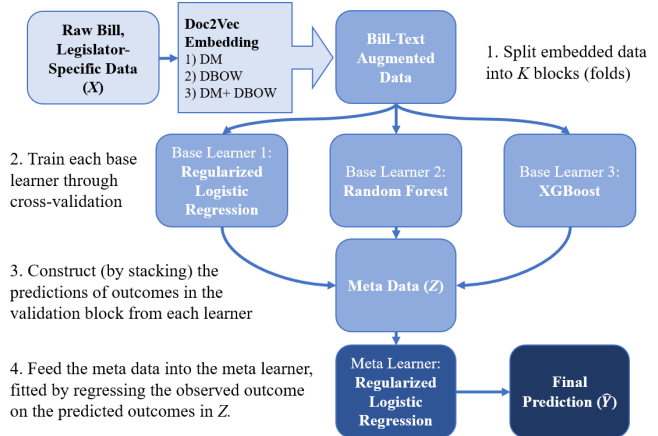 Raw Bill,
Legislator-
Specific Data
(X)
Doc2Vec
Embedding
1) DM
2) DBOW
3) DM+ DBOW
Bill-Text
Augmented
Data
1. Split embedded data
into K blocks (folds)
2. Train each base
learner through
cross-validation
Base Learner 1:
Regularized
Logistic
Regression
Base Learner 2:
Random Forest
Base Learner 3:
XGBoost
3. Construct (by stacking) the
predictions of outcomes in the
validation block from each learner
Meta Data (Z)
4. Feed the meta data into the meta learner,
fitted by regressing the observed outcome
on the predicted outcomes in Z.
Meta Learner:
Regularized
Logistic
Regression
Final
Prediction (Ŷ)